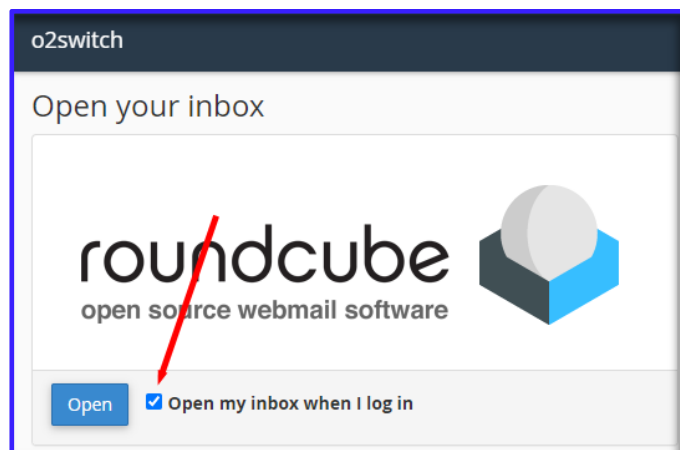 o2switch
Open your inbox
roundcube
open source webmail software
Open
Open my inbox when I log in